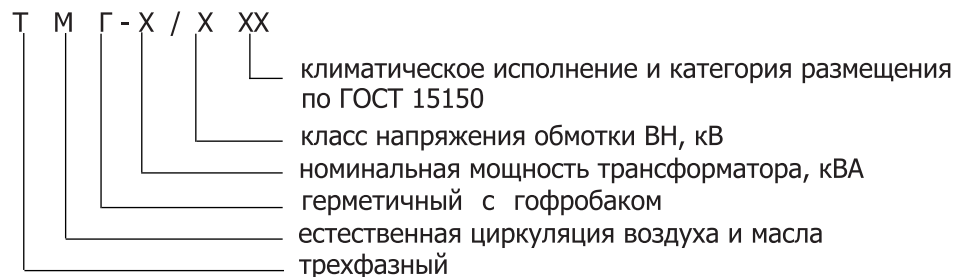 Т М Г - Х / Х ХХ
климатическое исполнение и категория размещения
по ГОСТ 15150
класс напряжения обмотки ВН, кВ
номинальная мощность трансформатора, кВА
герметичный с гофробаком
естественная циркуляция воздуха и масла
трехфазный